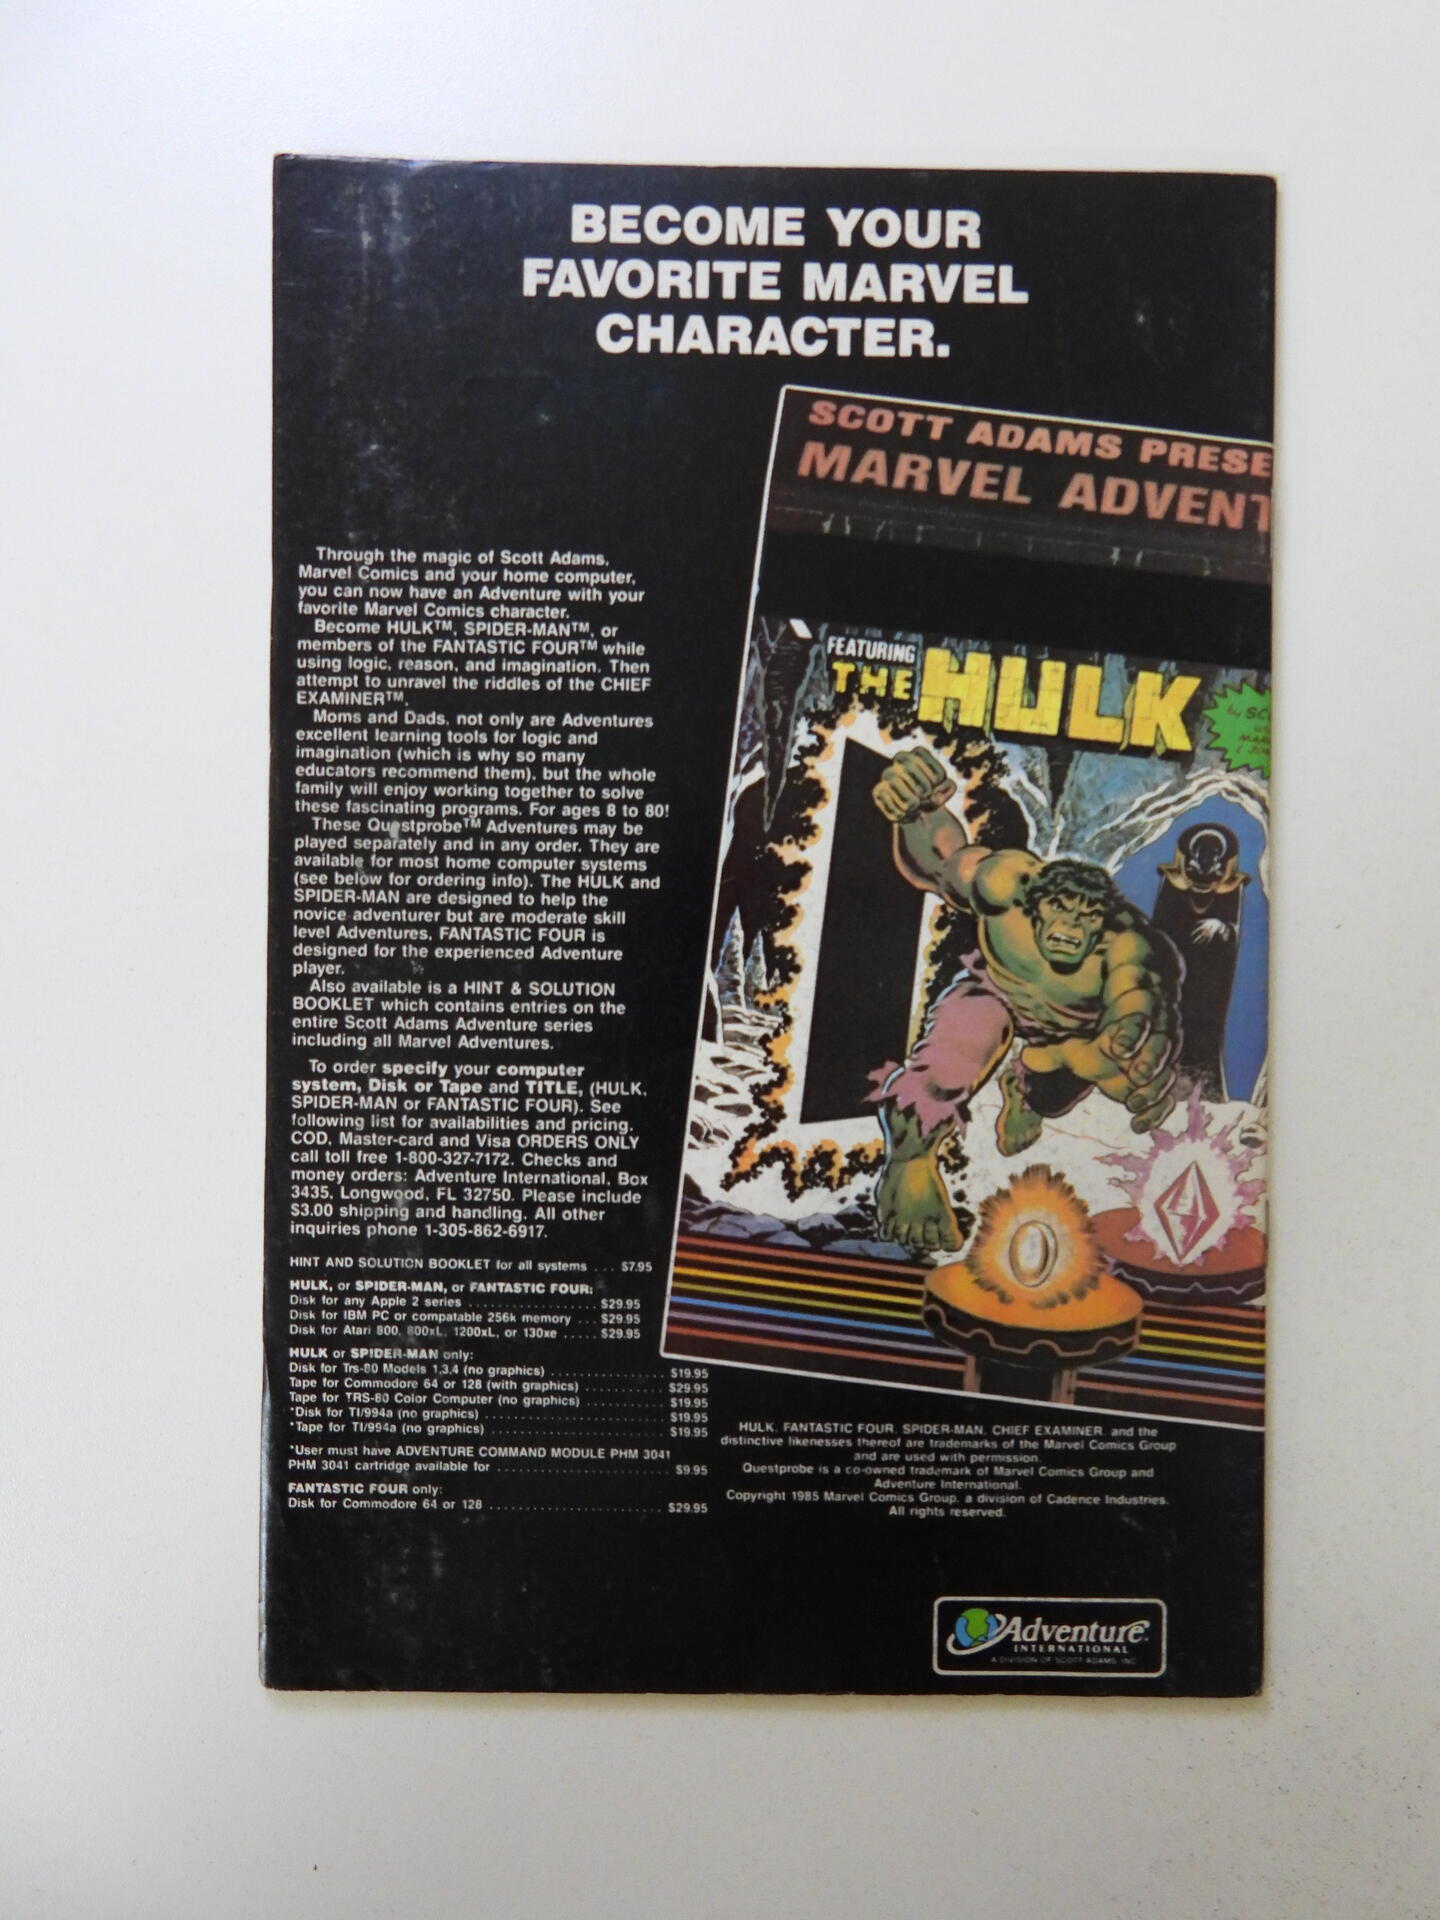 BECOME YOUR
FAVORITE MARVEL
CHARACTER.
SCOTT ADAMS PRESE
MARVEL ADVENT
FEATURING
THE HULK
by SC
MAR
( JO
Through the magic of Scott Adams,
Marvel Comics and your home computer,
you can now have an Adventure with your
favorite Marvel Comics character.
Become HULK™, SPIDER-MAN™, or
members of the FANTASTIC FOUR™ while
using logic, reason, and imagination. Then
attempt to unravel the riddles of the CHIEF
EXAMINER™.
Moms and Dads, not only are Adventures
excellent learning tools for logic and
imagination (which is why so many
educators recommend them), but the whole
family will enjoy working together to solve
these fascinating programs. For ages 8 to 80!
These Questprobe™ Adventures may be
played separately and in any order. They are
available for most home computer systems
(see below for ordering info). The HULK and
SPIDER-MAN are designed to help the
novice adventurer but are moderate skill
level Adventures, FANTASTIC FOUR is
designed for the experienced Adventure
player.
Also available is a HINT & SOLUTION
BOOKLET which contains entries on the
entire Scott Adams Adventure series
including all Marvel Adventures.
To order specify your computer
system, Disk or Tape and TITLE, (HULK,
SPIDER-MAN or FANTASTIC FOUR). See
following list for availabilities and pricing.
COD, Master-card and Visa ORDERS ONLY
call toll free 1-800-327-7172. Checks and
money orders: Adventure International, Box
3435, Longwood, FL 32750. Please include
$3.00 shipping and handling. All other
inquiries phone 1-305-862-6917.
HINT AND SOLUTION BOOKLET for all systems ... $7.95
HULK, or SPIDER-MAN, or FANTASTIC FOUR:
Disk for any Apple 2 series .................. $29.95
Disk for IBM PC or compatable 256k memory ... $29.95
Disk for Atari 800, 800xL, 1200xL, or 130xe ..... $29.95
HULK or SPIDER-MAN only:
Disk for Trs-80 Models 1,3,4 (no graphics) ................ $19.95
Tape for Commodore 64 or 128 (with graphics) ........... $29.95
Tape for TRS-80 Color Computer (no graphics) ........... $19.95
*Disk for TI/994a (no graphics) .......................... $19.95
*Tape for TI/994a (no graphics) .......................... $19.95
*User must have ADVENTURE COMMAND MODULE PHM 3041
PHM 3041 cartridge available for ......................... $9.95
FANTASTIC FOUR only:
Disk for Commodore 64 or 128 .......................... $29.95
HULK, FANTASTIC FOUR, SPIDER-MAN, CHIEF EXAMINER, and the
distinctive likenesses thereof are trademarks of the Marvel Comics Group
and are used with permission.
Questprobe is a co-owned trademark of Marvel Comics Group and
Adventure International.
Copyright 1985 Marvel Comics Group, a division of Cadence Industries.
All rights reserved.
Adventure
INTERNATIONAL
A DIVISION OF SCOTT ADAMS, INC.